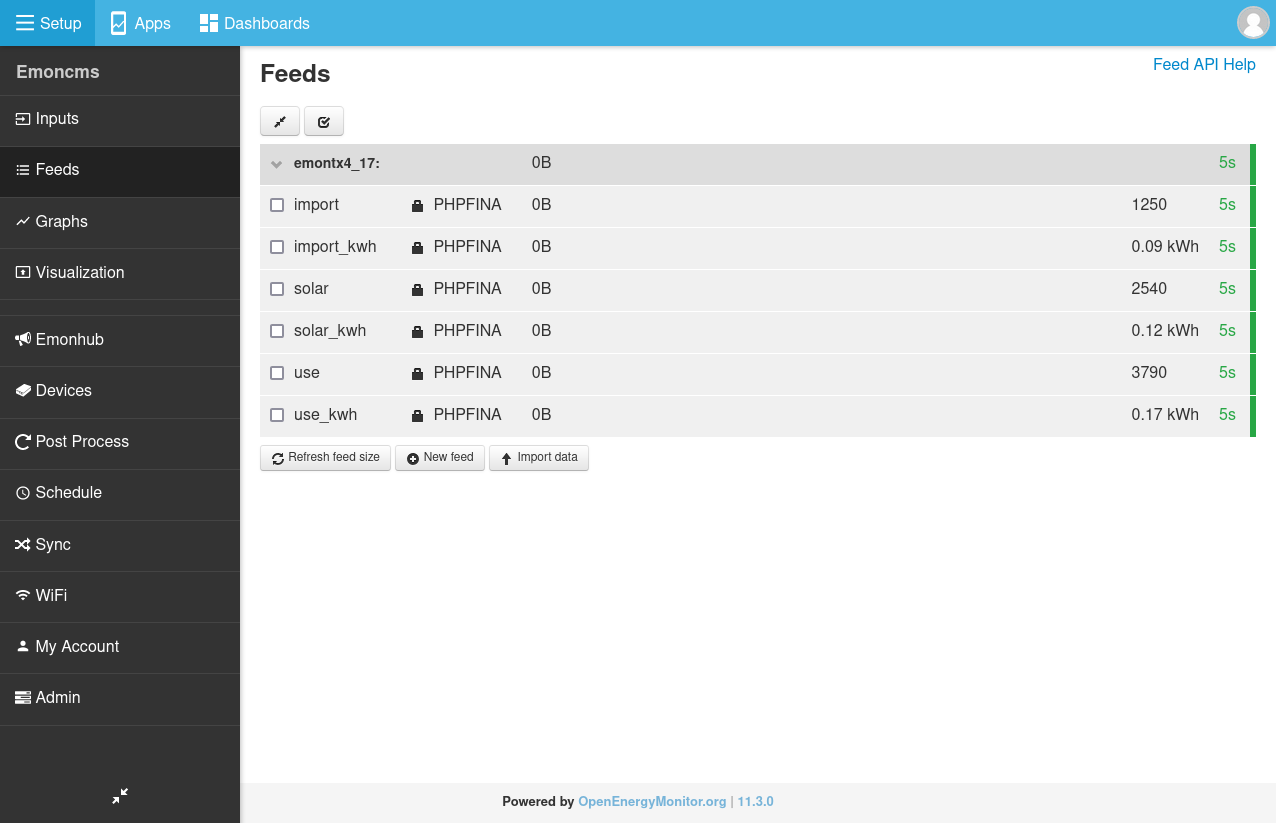 Setup Apps Dashboards
Emoncms
Inputs
Feeds
Graphs
Visualization
Emonhub
Devices
Post Process
Schedule
Sync
WiFi
My Account
Admin
Feeds
Feed API Help
emontx4_17: 0B 5s
import PHPFINA 0B 1250 5s
import_kwh PHPFINA 0B 0.09 kWh 5s
solar PHPFINA 0B 2540 5s
solar_kwh PHPFINA 0B 0.12 kWh 5s
use PHPFINA 0B 3790 5s
use_kwh PHPFINA 0B 0.17 kWh 5s
Refresh feed size New feed Import data
Powered by OpenEnergyMonitor.org | 11.3.0